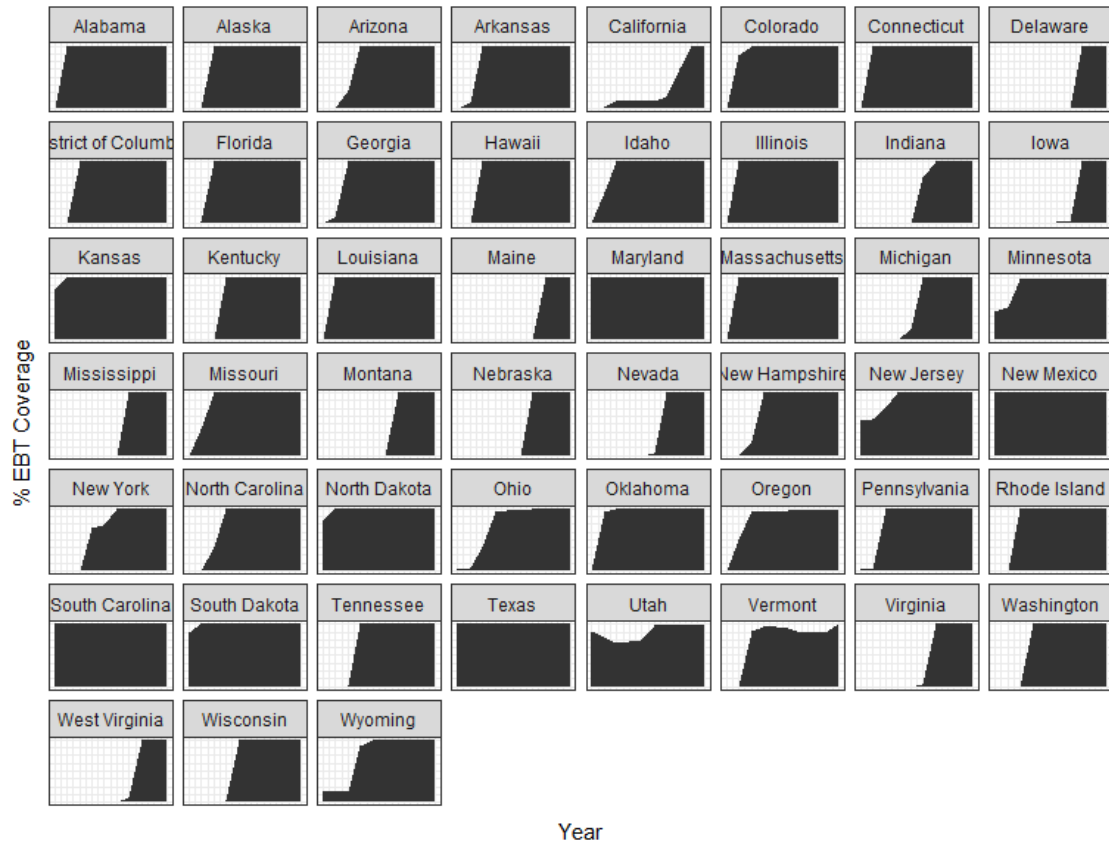 Alabama
Alaska
Arizona
Arkansas
California
Colorado
Connecticut
Delaware
strict of Columb
Florida
Georgia
Hawaii
Idaho
Illinois
Indiana
Iowa
Kansas
Kentucky
Louisiana
Maine
Maryland
Massachusetts
Michigan
Minnesota
Mississippi
Missouri
Montana
Nebraska
Nevada
New Hampshire
New Jersey
New Mexico
New York
North Carolina
North Dakota
Ohio
Oklahoma
Oregon
Pennsylvania
Rhode Island
South Carolina
South Dakota
Tennessee
Texas
Utah
Vermont
Virginia
Washington
West Virginia
Wisconsin
Wyoming
% EBT Coverage
Year